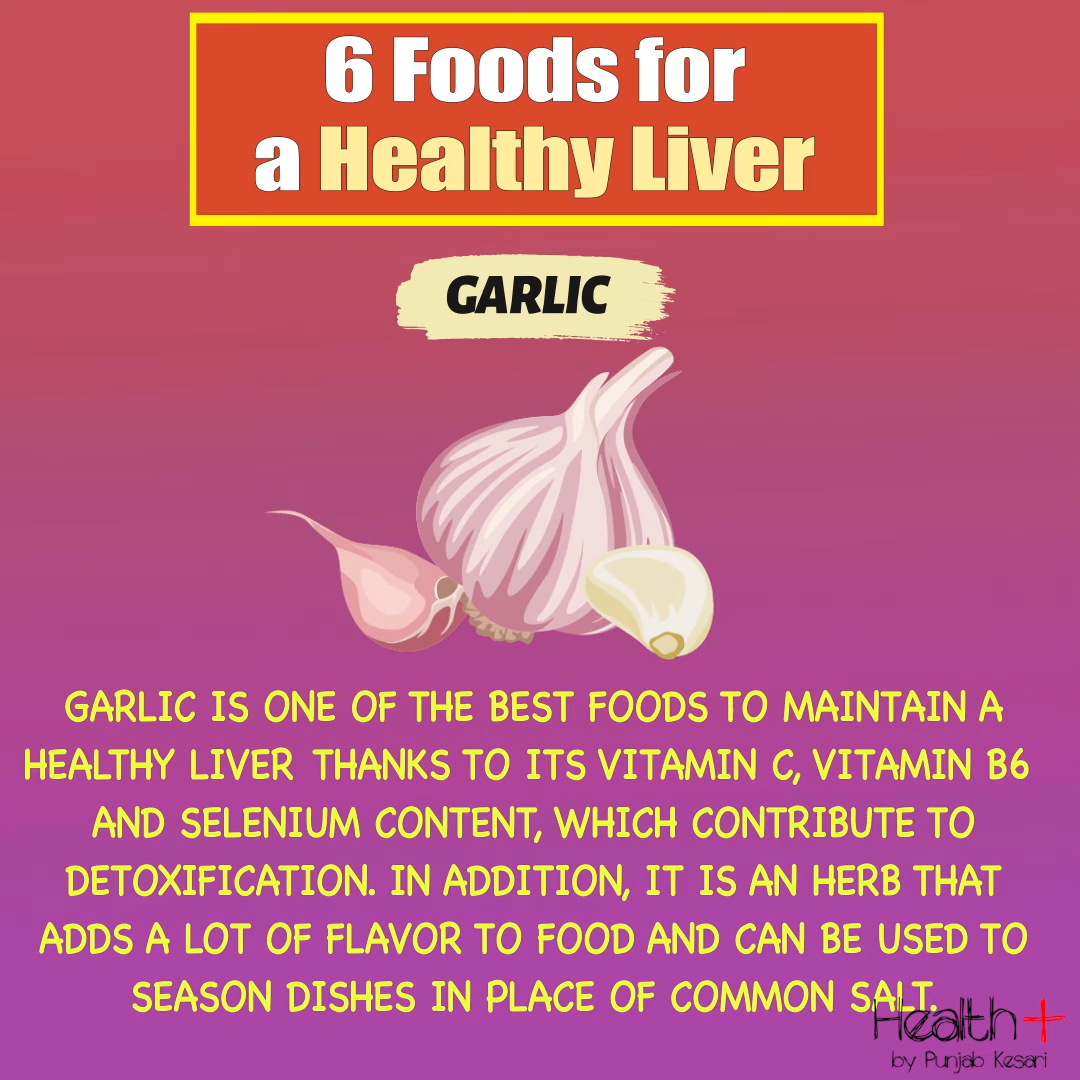 6 Foods for
a Healthy Liver
GARLIC
GARLIC IS ONE OF THE BEST FOODS TO MAINTAIN A
HEALTHY LIVER THANKS TO ITS VITAMIN C, VITAMIN B6
AND SELENIUM CONTENT, WHICH CONTRIBUTE TO
DETOXIFICATION. IN ADDITION, IT IS AN HERB THAT
ADDS A LOT OF FLAVOR TO FOOD AND CAN BE USED TO
SEASON DISHES IN PLACE OF COMMON SALT.
Health+
by Punjab Kesari